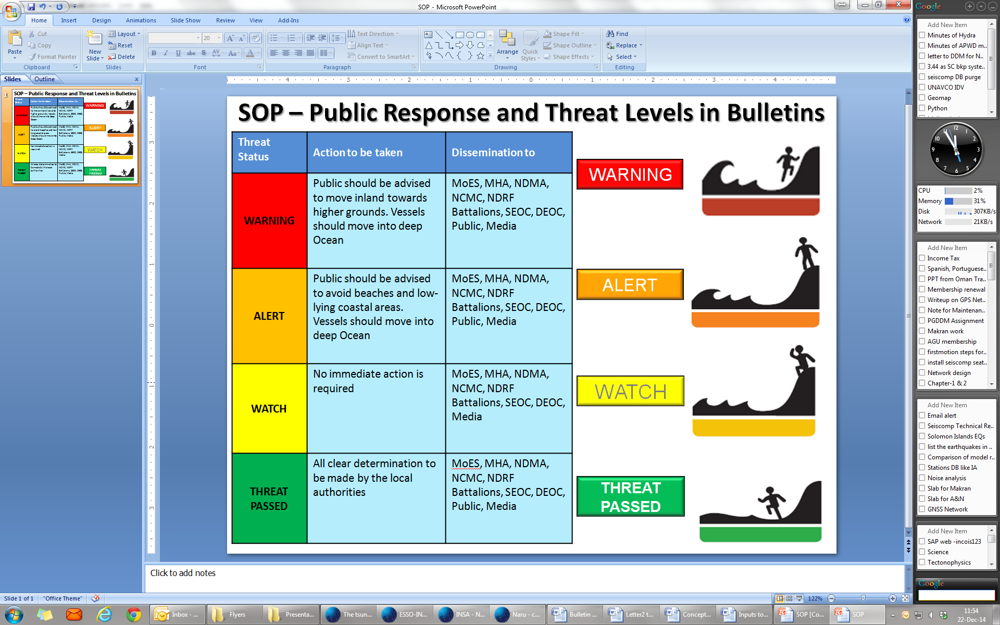 SOP - Microsoft PowerPoint
Home Insert Design Animations Slide Show Review View Add-Ins
Paste
Cut
Copy
Format Painter
Clipboard
New Slide
Layout
Reset
Delete
Slides
20
Font
Text Direction
Align Text
Convert to SmartArt
Paragraph
Arrange
Quick Styles
Shape Fill
Shape Outline
Shape Effects
Drawing
Find
Replace
Select
Editing
Slides Outline
1
SOP – Public Response and Threat Levels in Bulletins
Threat Status
Action to be taken
Dissemination to
WARNING
Public should be advised
to move inland towards
higher grounds. Vessels
should move into deep
Ocean
MoES, MHA, NDMA,
NCMC, NDRF
Battalions, SEOC, DEOC,
Public, Media
WARNING
ALERT
Public should be advised
to avoid beaches and low-
lying coastal areas.
Vessels should move into
deep Ocean
MoES, MHA, NDMA,
NCMC, NDRF
Battalions, SEOC, DEOC,
Public, Media
ALERT
WATCH
No immediate action is
required
MoES, MHA, NDMA,
NCMC, NDRF
Battalions, SEOC, DEOC,
Media
WATCH
THREAT
PASSED
All clear determination to
be made by the local
authorities
MoES, MHA, NDMA,
NCMC, NDRF
Battalions, SEOC, DEOC,
Public, Media
THREAT
PASSED
Click to add notes
Slide 1 of 1 "Office Theme" 122%
Google
Add New Item
Minutes of Hydra
Minutes of APWD m..
letter to DDM for N..
3.44 as SC bkp syste..
seiscomp DB purge
UNAVCO IDV
Geomap
Python
12 1 2 3 4 5 6 7 8 9 10 11
CPU 2%
Memory 31%
Disk 307KB/s
Network 21KB/s
Add New Item
Income Tax
Spanish, Portuguese..
PPT from Oman Tra..
Membership renewal
Writeup on GPS Net..
Note for Maintenan..
PGDDM Assignment
Makran work
AGU membership
firstmotion steps for..
install seiscomp seat..
Network design
Chapter-1 & 2
Add New Item
Email alert
Seiscomp Technical Re..
Solomon Islands EQs
list the earthquakes in ..
Comparison of model r..
Stations DB like IA
Noise analysis
Slab for Makran
Slab for A&N
GNSS Network
Add New Item
SAP web -incois123
Science
Tectonophysics
Google
Inbox - ...
Flyers
Presenta...
The tsun...
ESSO-IN...
INSA - N...
Naru - c...
Bulletin ...
Letter2 t...
Concept...
Inputs to...
SOP [Co...
SOP
11:54
22-Dec-14